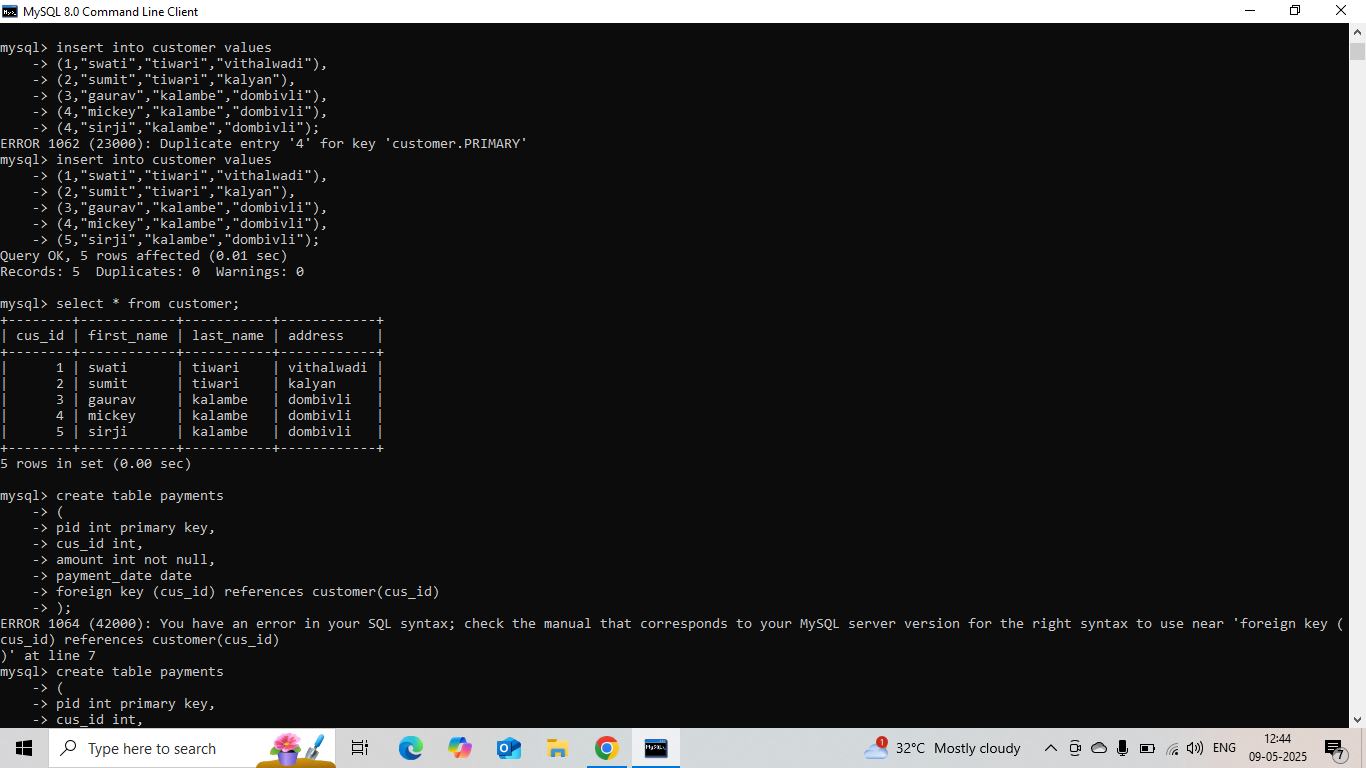 MySQL 8.0 Command Line Client
mysql> insert into customer values
    -> (1,"swati","tiwari","vithalwadi"),
    -> (2,"sumit","tiwari","kalyan"),
    -> (3,"gaurav","kalambe","dombivli"),
    -> (4,"mickey","kalambe","dombivli"),
    -> (4,"sirji","kalambe","dombivli");
ERROR 1062 (23000): Duplicate entry '4' for key 'customer.PRIMARY'
mysql> insert into customer values
    -> (1,"swati","tiwari","vithalwadi"),
    -> (2,"sumit","tiwari","kalyan"),
    -> (3,"gaurav","kalambe","dombivli"),
    -> (4,"mickey","kalambe","dombivli"),
    -> (5,"sirji","kalambe","dombivli");
Query OK, 5 rows affected (0.01 sec)
Records: 5  Duplicates: 0  Warnings: 0
mysql> select * from customer;
+--------+------------+-----------+------------+
| cus_id | first_name | last_name | address    |
+--------+------------+-----------+------------+
|      1 | swati      | tiwari    | vithalwadi |
|      2 | sumit      | tiwari    | kalyan     |
|      3 | gaurav     | kalambe   | dombivli   |
|      4 | mickey     | kalambe   | dombivli   |
|      5 | sirji      | kalambe   | dombivli   |
+--------+------------+-----------+------------+
5 rows in set (0.00 sec)
mysql> create table payments
    -> (
    -> pid int primary key,
    -> cus_id int,
    -> amount int not null,
    -> payment_date date
    -> foreign key (cus_id) references customer(cus_id)
    -> );
ERROR 1064 (42000): You have an error in your SQL syntax; check the manual that corresponds to your MySQL server version for the right syntax to use near 'foreign key (
cus_id) references customer(cus_id)
)' at line 7
mysql> create table payments
    -> (
    -> pid int primary key,
    -> cus_id int,
Type here to search
1
32°C Mostly cloudy
ENG
12:44
09-05-2025
7